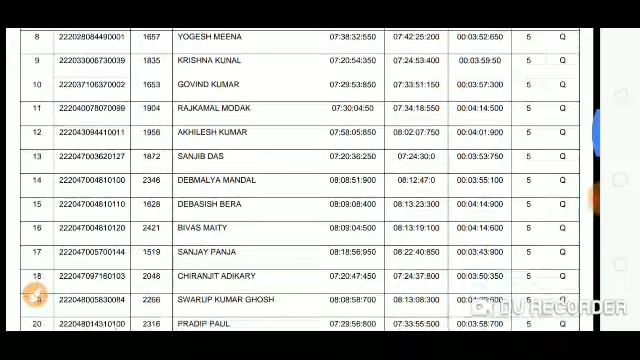 8 222028084490001 1657 YOGESH MEENA 07:38:32:550 07:42:25:200 00:03:52:650 5 Q
9 222033006730039 1835 KRISHNA KUNAL 07:20:54:350 07:24:53:400 00:03:59:50 5 Q
10 222037106370002 1653 GOVIND KUMAR 07:29:53:850 07:33:51:150 00:03:57:300 5 Q
11 222040078070099 1904 RAJKAMAL MODAK 07:30:04:50 07:34:18:550 00:04:14:500 5 Q
12 222043094410011 1956 AKHILESH KUMAR 07:58:05:850 08:02:07:750 00:04:01:900 5 Q
13 222047003620127 1872 SANJIB DAS 07:20:36:250 07:24:30:0 00:03:53:750 5 Q
14 222047004810100 2346 DEBMALYA MANDAL 08:08:51:900 08:12:47:0 00:03:55:100 5 Q
15 222047004810110 1628 DEBASISH BERA 08:09:08:400 08:13:23:300 00:04:14:900 5 Q
16 222047004810120 2421 BIVAS MAITY 08:09:04:500 08:13:19:100 00:04:14:600 5 Q
17 222047005700144 1519 SANJAY PANJA 08:18:56:950 08:22:40:850 00:03:43:900 5 Q
18 222047097160103 2048 CHIRANJIT ADIKARY 07:20:47:450 07:24:37:800 00:03:50:350 5 Q
222048005830084 2266 SWARUP KUMAR GHOSH 08:08:58:700 08:13:08:300 5 Q
DU RECORDER
20 222048014310100 2316 PRADIP PAUL 07:29:56:800 07:33:55:500 00:03:58:700 5 Q